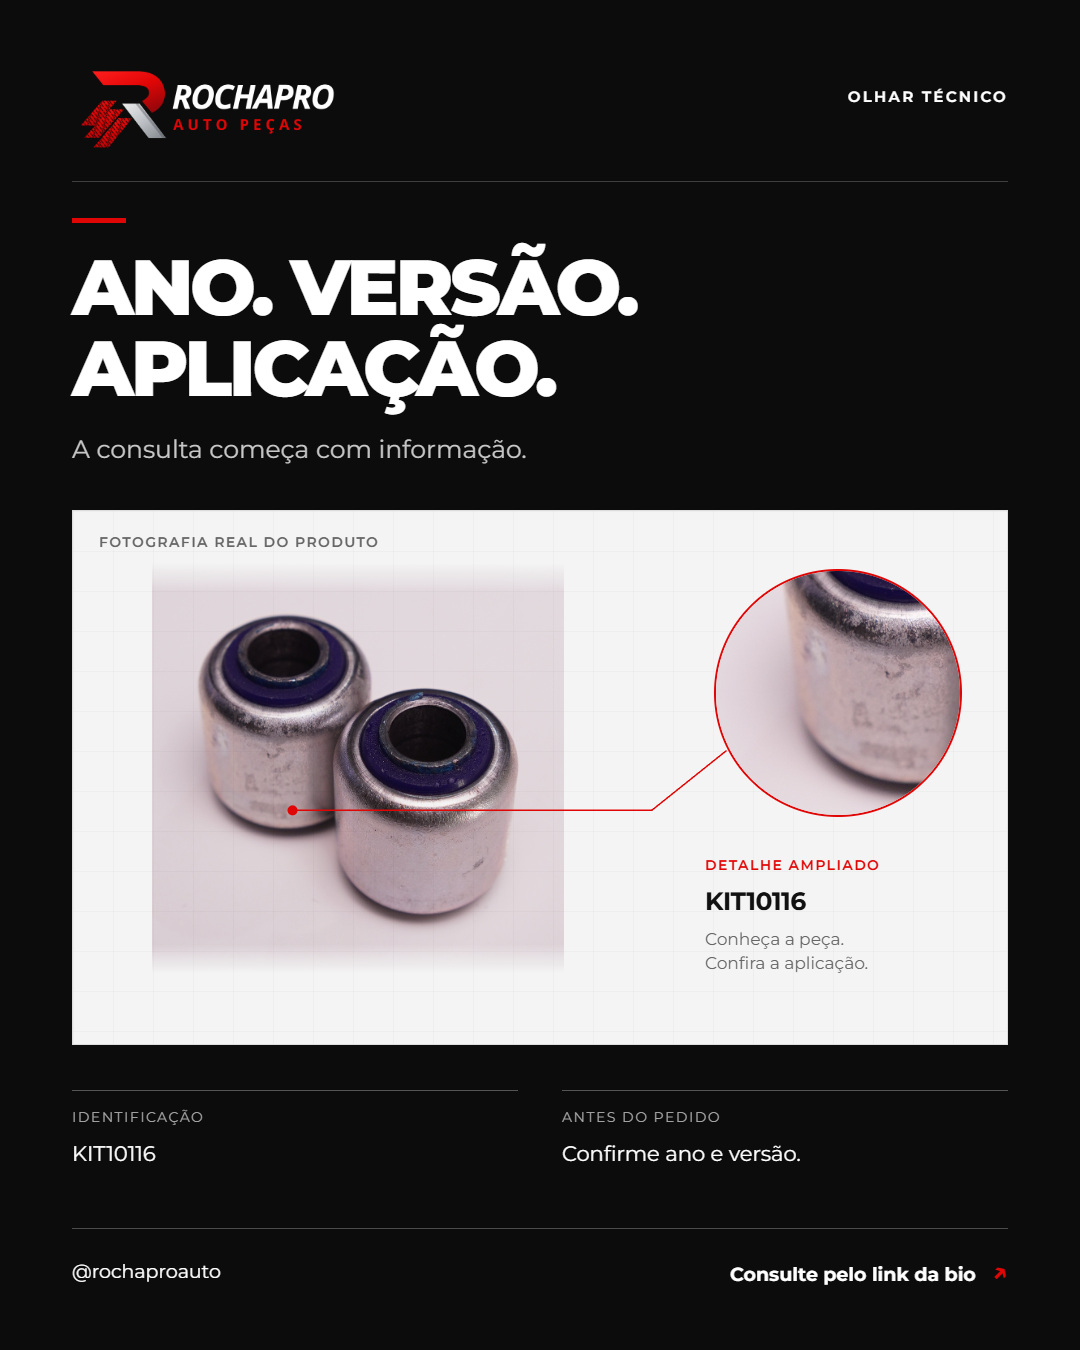 ROCHAPRO
AUTO PEÇAS
OLHAR TÉCNICO
ANO. VERSÃO.
APLICAÇÃO.
A consulta começa com informação.
FOTOGRAFIA REAL DO PRODUTO
DETALHE AMPLIADO
KIT10116
Conheça a peça.
Confira a aplicação.
IDENTIFICAÇÃO
KIT10116
ANTES DO PEDIDO
Confirme ano e versão.
@rochaproauto
Consulte pelo link da bio